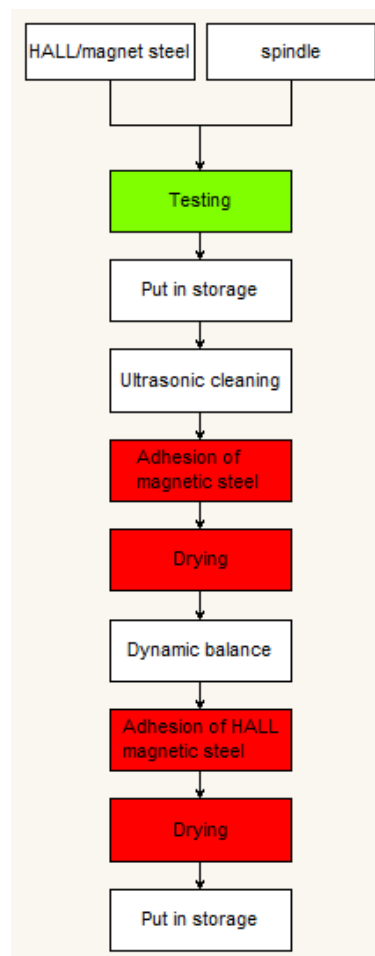 HALL/magnet steel
spindle
Testing
Put in storage
Ultrasonic cleaning
Adhesion of
magnetic steel
Drying
Dynamic balance
Adhesion of HALL
magnetic steel
Drying
Put in storage